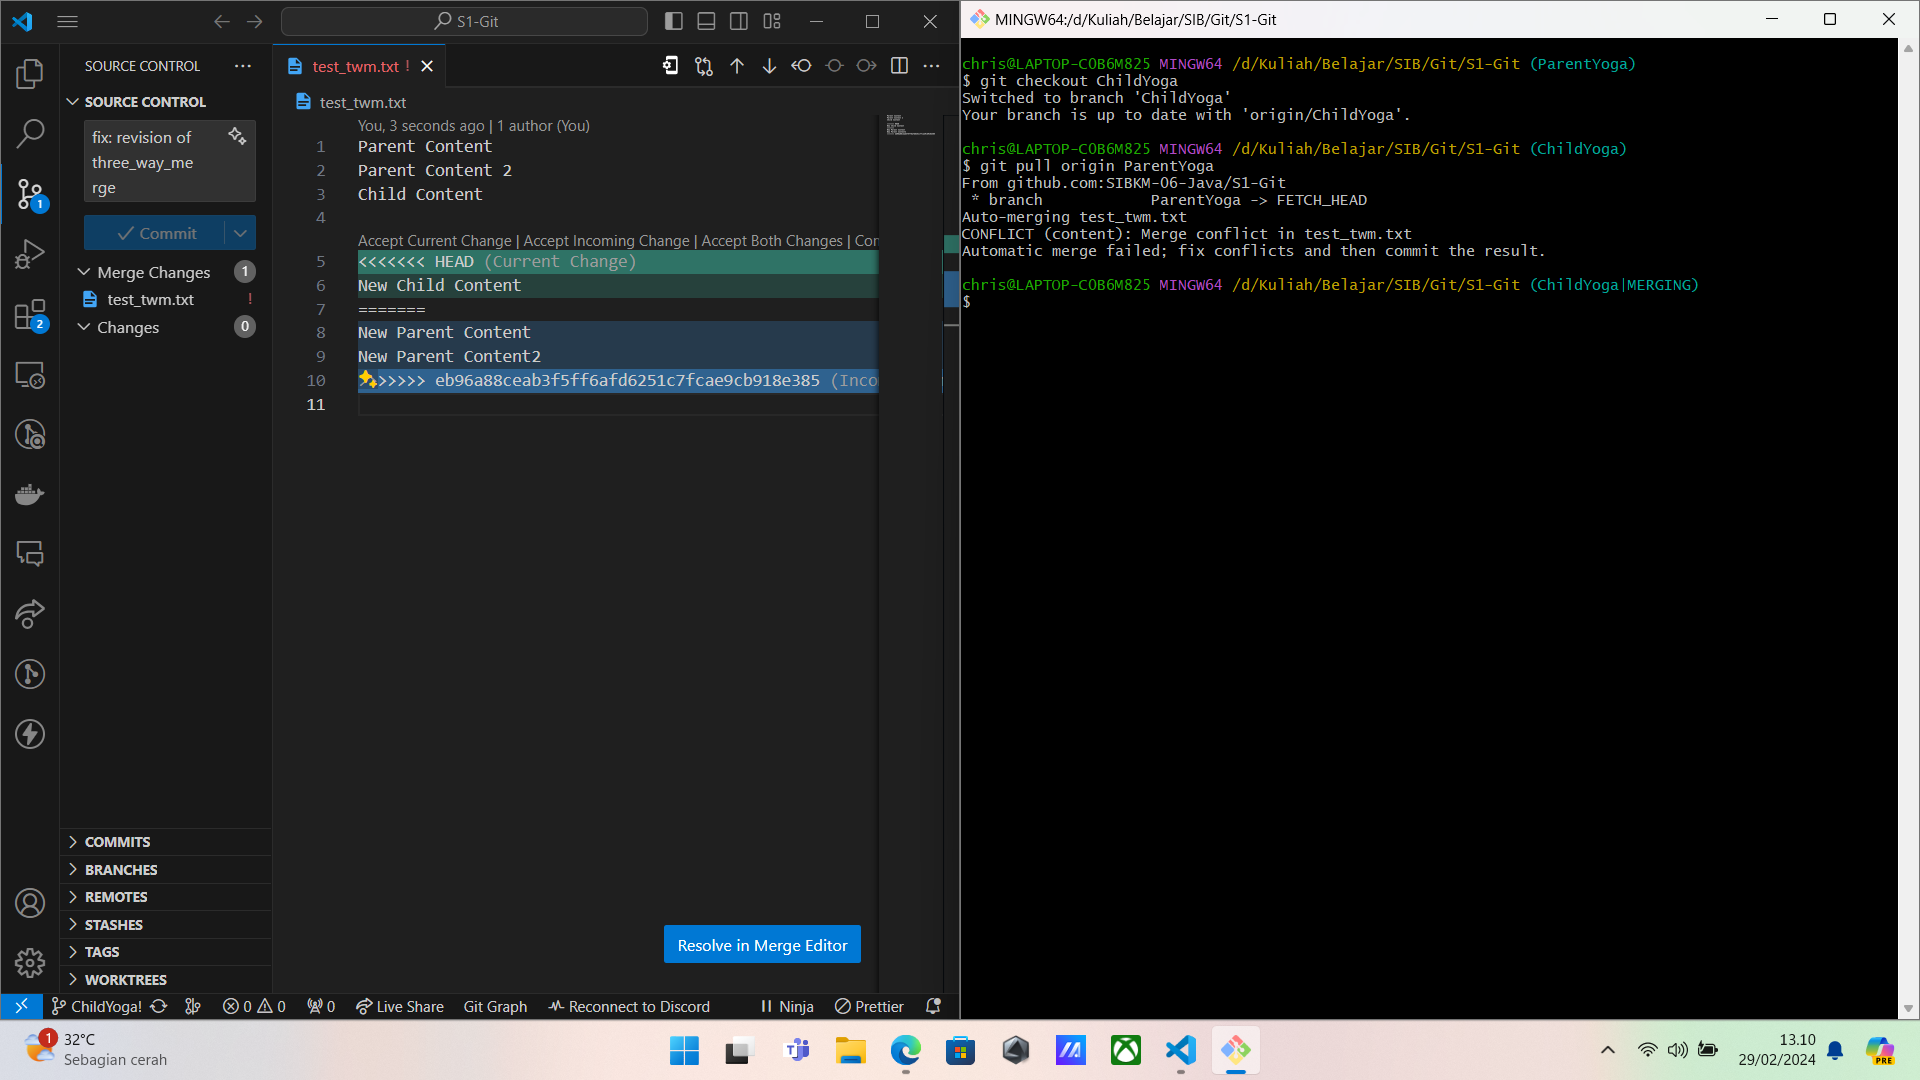 S1-Git
SOURCE CONTROL
SOURCE CONTROL
fix: revision of
three_way_me
rge
Commit
Merge Changes 1
test_twm.txt !
Changes 0
1
2
COMMITS
BRANCHES
REMOTES
STASHES
TAGS
WORKTREES
test_twm.txt !
test_twm.txt
You, 3 seconds ago | 1 author (You)
1 Parent Content
2 Parent Content 2
3 Child Content
4
Accept Current Change | Accept Incoming Change | Accept Both Changes | Con
5 <<<<<<< HEAD (Current Change)
6 New Child Content
7 =======
8 New Parent Content
9 New Parent Content2
10 >>>>> eb96a88ceab3f5ff6afd6251c7fcae9cb918e385 (Inco
11
Resolve in Merge Editor
ChildYoga! 0 0 0 Live Share Git Graph Reconnect to Discord Ninja Prettier
MINGW64:/d/Kuliah/Belajar/SIB/Git/S1-Git
chris@LAPTOP-COB6M825 MINGW64 /d/Kuliah/Belajar/SIB/Git/S1-Git (ParentYoga)
$ git checkout ChildYoga
Switched to branch 'ChildYoga'
Your branch is up to date with 'origin/ChildYoga'.
chris@LAPTOP-COB6M825 MINGW64 /d/Kuliah/Belajar/SIB/Git/S1-Git (ChildYoga)
$ git pull origin ParentYoga
From github.com:SIBKM-06-Java/S1-Git
 * branch            ParentYoga -> FETCH_HEAD
Auto-merging test_twm.txt
CONFLICT (content): Merge conflict in test_twm.txt
Automatic merge failed; fix conflicts and then commit the result.
chris@LAPTOP-COB6M825 MINGW64 /d/Kuliah/Belajar/SIB/Git/S1-Git (ChildYoga|MERGING)
$
1
32°C
Sebagian cerah
13.10
29/02/2024
PRE